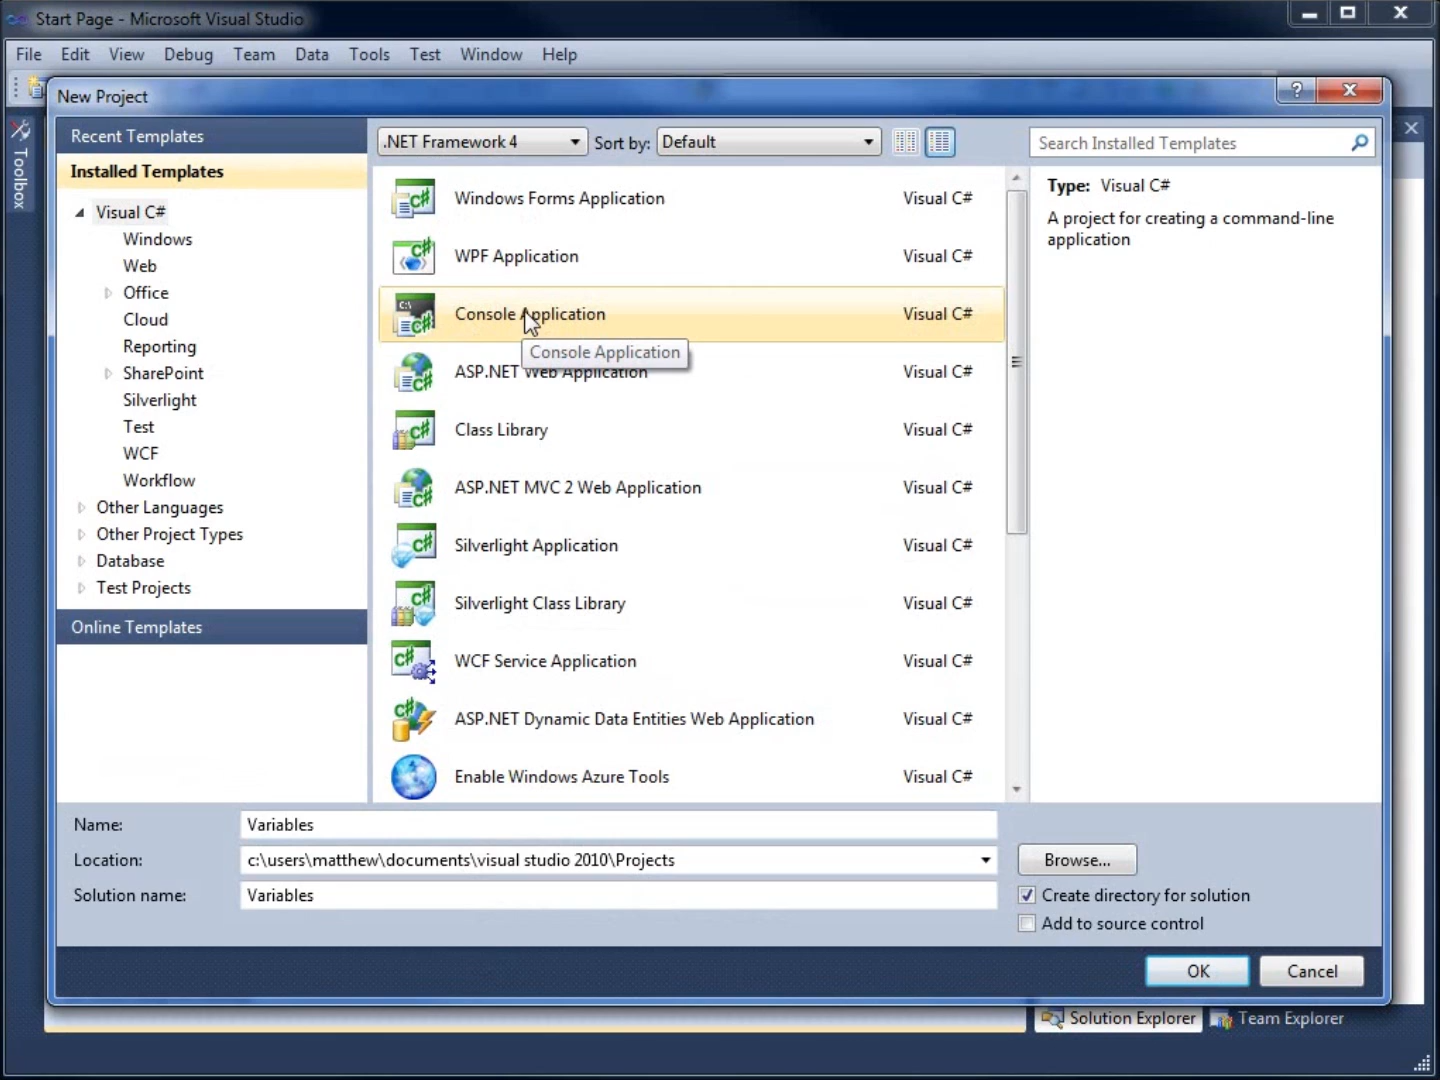 Start Page - Microsoft Visual Studio
File Edit View Debug Team Data Tools Test Window Help
New Project
Toolbox
Recent Templates
Installed Templates
Visual C#
Windows
Web
Office
Cloud
Reporting
SharePoint
Silverlight
Test
WCF
Workflow
Other Languages
Other Project Types
Database
Test Projects
Online Templates
.NET Framework 4 Sort by: Default
Search Installed Templates
Windows Forms Application Visual C#
WPF Application Visual C#
Console Application Visual C#
Console Application
ASP.NET Web Application Visual C#
Class Library Visual C#
ASP.NET MVC 2 Web Application Visual C#
Silverlight Application Visual C#
Silverlight Class Library Visual C#
WCF Service Application Visual C#
ASP.NET Dynamic Data Entities Web Application Visual C#
Enable Windows Azure Tools Visual C#
Type: Visual C#
A project for creating a command-line
application
Name: Variables
Location: c:\users\matthew\documents\visual studio 2010\Projects Browse...
Solution name: Variables
Create directory for solution
Add to source control
OK Cancel
Solution Explorer Team Explorer